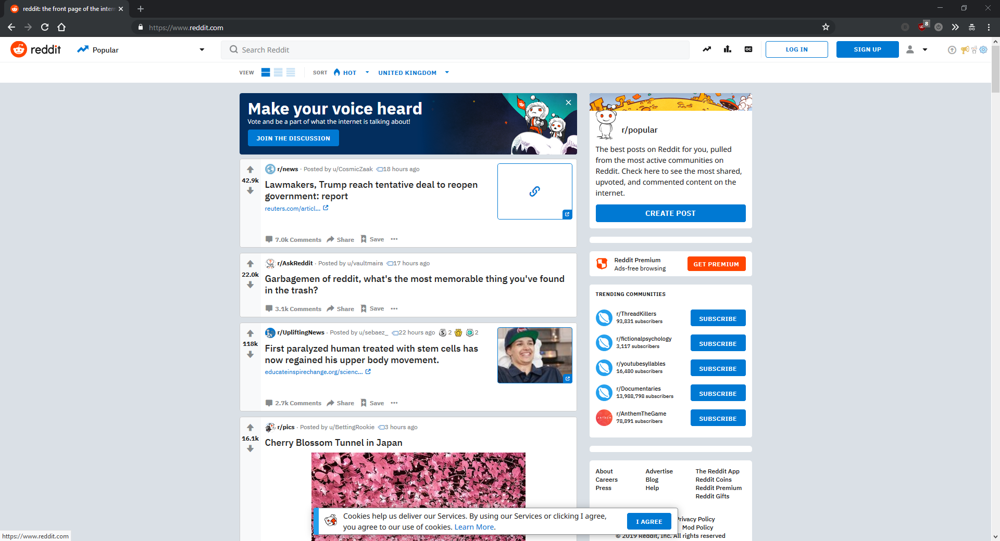 reddit: the front page of the inter
https://www.reddit.com
8
reddit
Popular
Search Reddit
OC
LOG IN
SIGN UP
VIEW
SORT
HOT
UNITED KINGDOM
Make your voice heard
Vote and be a part of what the internet is talking about!
JOIN THE DISCUSSION
42.9k
r/news · Posted by u/CosmicZaak 18 hours ago
Lawmakers, Trump reach tentative deal to reopen
government: report
reuters.com/articl...
7.0k Comments Share Save
22.0k
r/AskReddit · Posted by u/vaultmaira 17 hours ago
Garbagemen of reddit, what's the most memorable thing you've found
in the trash?
3.1k Comments Share Save
118k
r/UpliftingNews · Posted by u/sebaez_ 22 hours ago S 2 2
First paralyzed human treated with stem cells has
now regained his upper body movement.
educateinspirechange.org/scienc...
2.7k Comments Share Save
16.1k
r/pics · Posted by u/BettingRookie 3 hours ago
Cherry Blossom Tunnel in Japan
r/popular
The best posts on Reddit for you, pulled
from the most active communities on
Reddit. Check here to see the most shared,
upvoted, and commented content on the
internet.
CREATE POST
Reddit Premium
Ads-free browsing
GET PREMIUM
TRENDING COMMUNITIES
r/ThreadKillers
93,831 subscribers
SUBSCRIBE
r/fictionalpsychology
3,117 subscribers
SUBSCRIBE
r/youtubesyllables
16,480 subscribers
SUBSCRIBE
r/Documentaries
13,988,798 subscribers
SUBSCRIBE
ANTHEM
r/AnthemTheGame
78,891 subscribers
SUBSCRIBE
About Advertise The Reddit App
Careers Blog Reddit Coins
Press Help Reddit Premium
Reddit Gifts
Privacy Policy
Mod Policy
© 2019 Reddit, Inc. All rights reserved
Cookies help us deliver our Services. By using our Services or clicking I agree,
you agree to our use of cookies. Learn More.
I AGREE
https://www.reddit.com